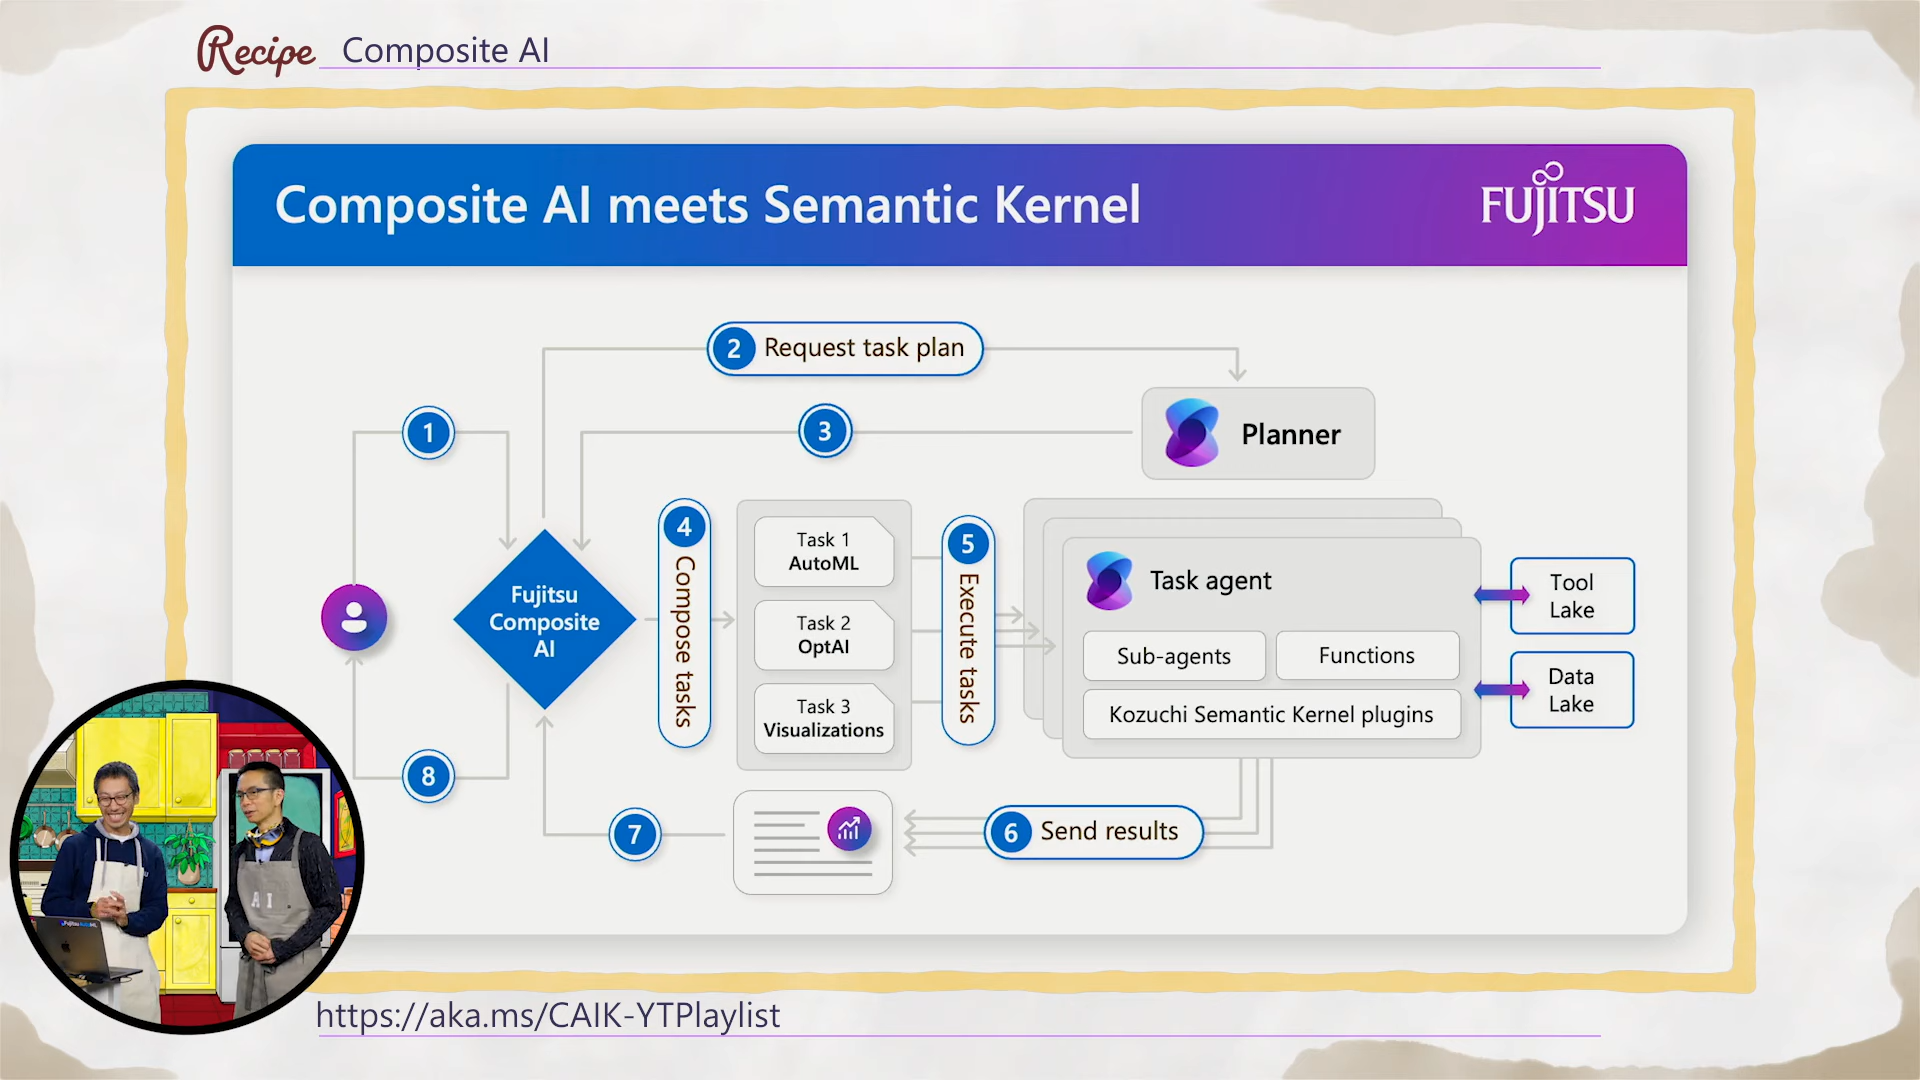 Recipe Composite AI
Composite AI meets Semantic Kernel
FUJITSU
2 Request task plan
1
3
Planner
4 Compose tasks
Task 1
AutoML
Task 2
OptAI
Task 3
Visualizations
5 Execute tasks
Task agent
Sub-agents
Functions
Kozuchi Semantic Kernel plugins
Tool
Lake
Data
Lake
Fujitsu
Composite
AI
8
7
6 Send results
AI
https://aka.ms/CAIK-YTPlaylist